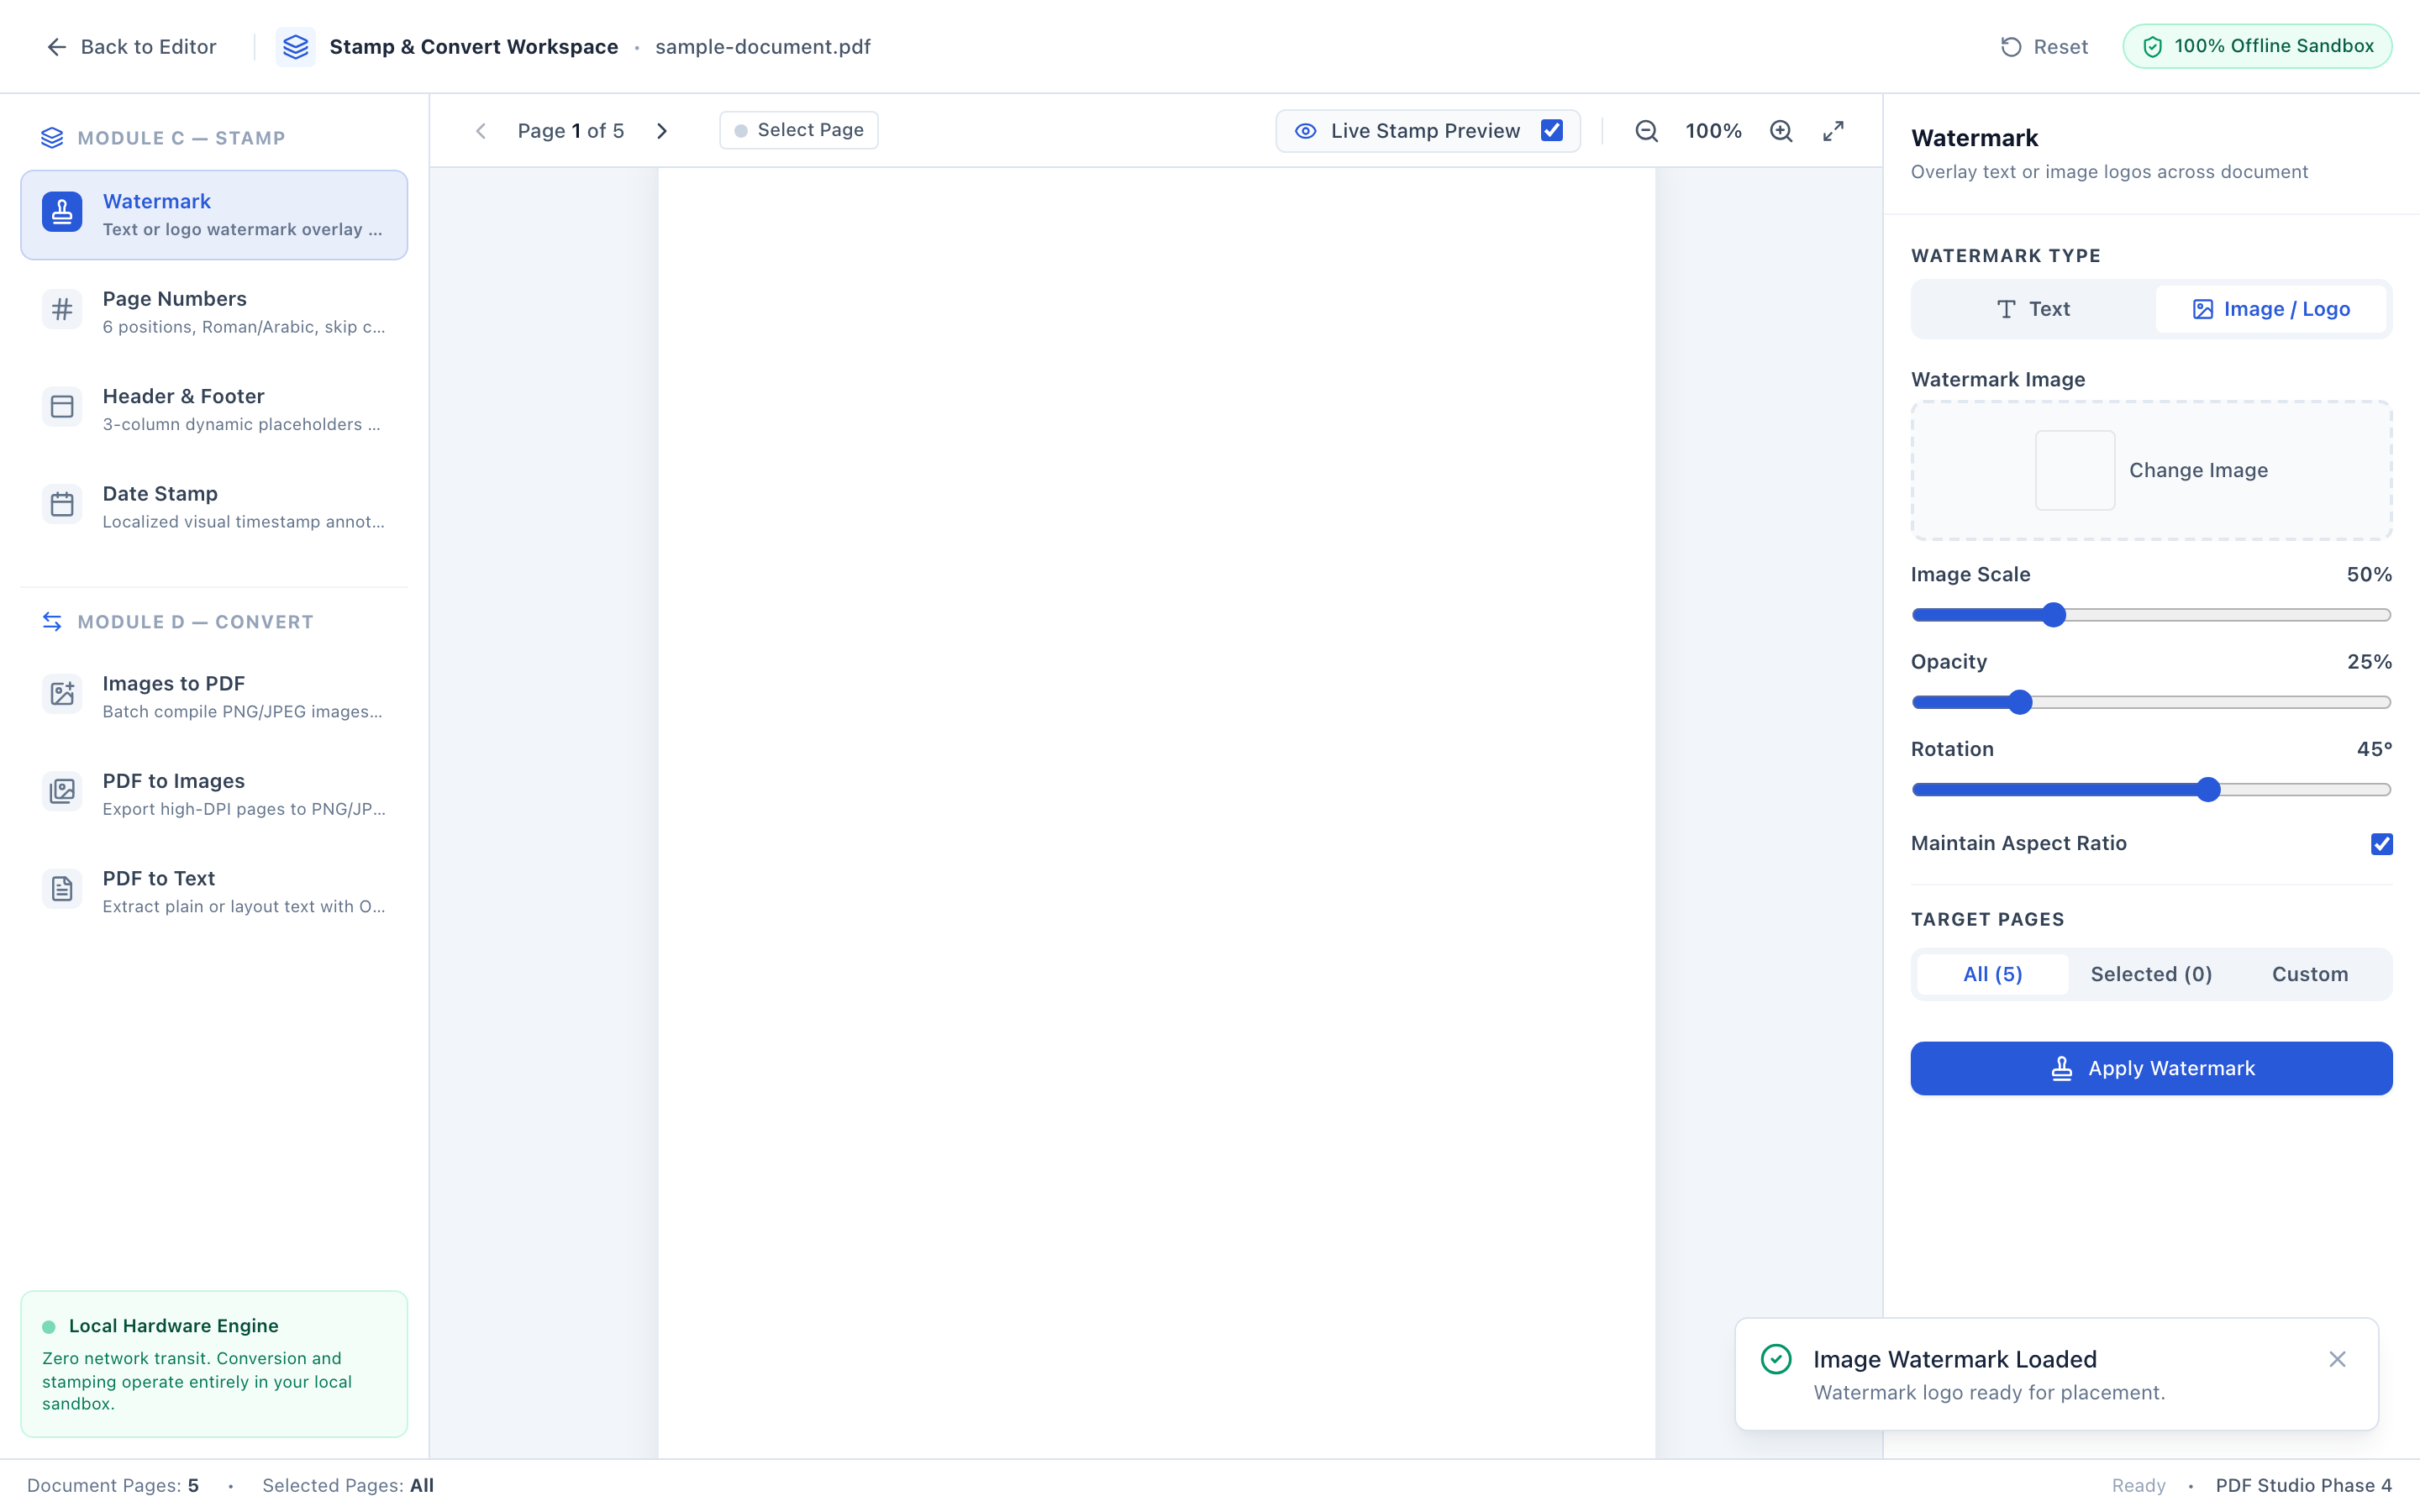 Back to Editor
Stamp & Convert Workspace • sample-document.pdf
Reset
100% Offline Sandbox
MODULE C — STAMP
Watermark
Text or logo watermark overlay ...
Page Numbers
6 positions, Roman/Arabic, skip c...
Header & Footer
3-column dynamic placeholders ...
Date Stamp
Localized visual timestamp annot...
MODULE D — CONVERT
Images to PDF
Batch compile PNG/JPEG images...
PDF to Images
Export high-DPI pages to PNG/JP...
PDF to Text
Extract plain or layout text with O...
Local Hardware Engine
Zero network transit. Conversion and
stamping operate entirely in your local
sandbox.
Page 1 of 5
Select Page
Live Stamp Preview
100%
Watermark
Overlay text or image logos across document
WATERMARK TYPE
Text
Image / Logo
Watermark Image
Change Image
Image Scale 50%
Opacity 25%
Rotation 45°
Maintain Aspect Ratio
TARGET PAGES
All (5) Selected (0) Custom
Apply Watermark
Image Watermark Loaded
Watermark logo ready for placement.
Document Pages: 5 • Selected Pages: All
Ready • PDF Studio Phase 4